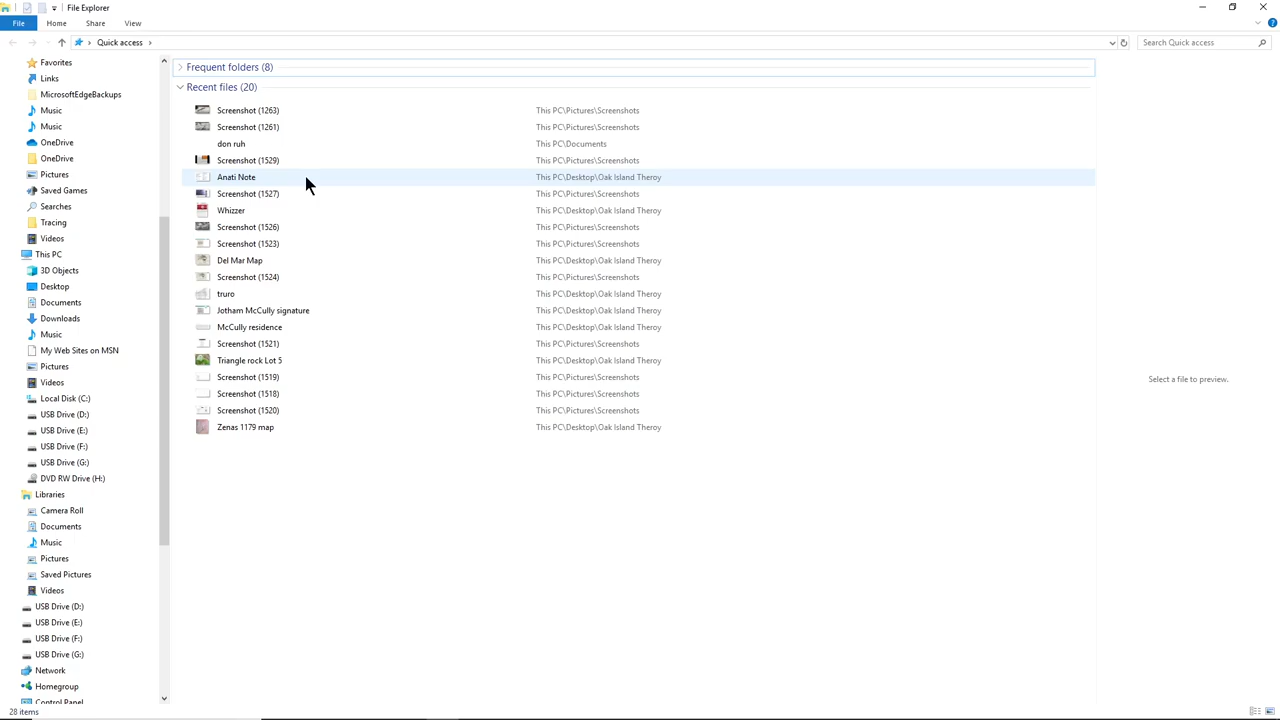 File Explorer
File Home Share View
Quick access Search Quick access
Favorites
Links
MicrosoftEdgeBackups
Music
Music
OneDrive
OneDrive
Pictures
Saved Games
Searches
Tracing
Videos
This PC
3D Objects
Desktop
Documents
Downloads
Music
My Web Sites on MSN
Pictures
Videos
Local Disk (C:)
USB Drive (D:)
USB Drive (E:)
USB Drive (F:)
USB Drive (G:)
DVD RW Drive (H:)
Libraries
Camera Roll
Documents
Music
Pictures
Saved Pictures
Videos
USB Drive (D:)
USB Drive (E:)
USB Drive (F:)
USB Drive (G:)
Network
Homegroup
Control Panel
Frequent folders (8)
Recent files (20)
Screenshot (1263) This PC\Pictures\Screenshots
Screenshot (1261) This PC\Pictures\Screenshots
don ruh This PC\Documents
Screenshot (1529) This PC\Pictures\Screenshots
Anati Note This PC\Desktop\Oak Island Theroy
Screenshot (1527) This PC\Pictures\Screenshots
Whizzer This PC\Desktop\Oak Island Theroy
Screenshot (1526) This PC\Pictures\Screenshots
Screenshot (1523) This PC\Pictures\Screenshots
Del Mar Map This PC\Desktop\Oak Island Theroy
Screenshot (1524) This PC\Pictures\Screenshots
truro This PC\Desktop\Oak Island Theroy
Jotham McCully signature This PC\Desktop\Oak Island Theroy
McCully residence This PC\Desktop\Oak Island Theroy
Screenshot (1521) This PC\Pictures\Screenshots
Triangle rock Lot 5 This PC\Desktop\Oak Island Theroy
Screenshot (1519) This PC\Pictures\Screenshots
Screenshot (1518) This PC\Pictures\Screenshots
Screenshot (1520) This PC\Pictures\Screenshots
Zenas 1179 map This PC\Desktop\Oak Island Theroy
Select a file to preview.
28 items